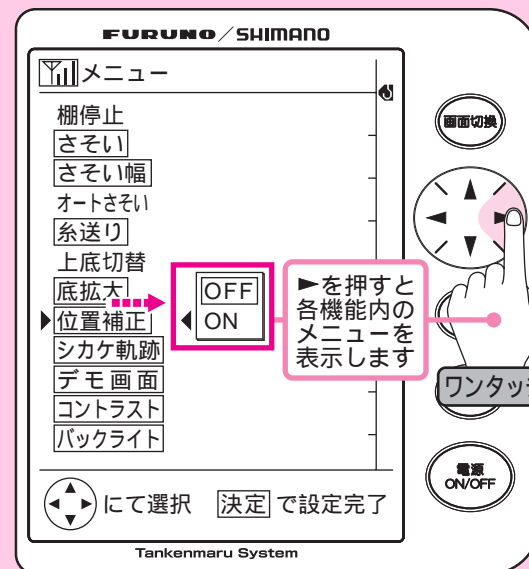 FURUNO/SHIMANO
メニュー
棚停止
さそい
さそい幅
オートさそい
糸送り
上底切替
底拡大
位置補正
シカケ軌跡
デモ画面
コントラスト
バックライト
OFF
ON
►を押すと
各機能内の
メニューを
表示します
画面切換
ワンタッ
電源
ON/OFF
にて選択 決定で設定完了
Tankenmaru System